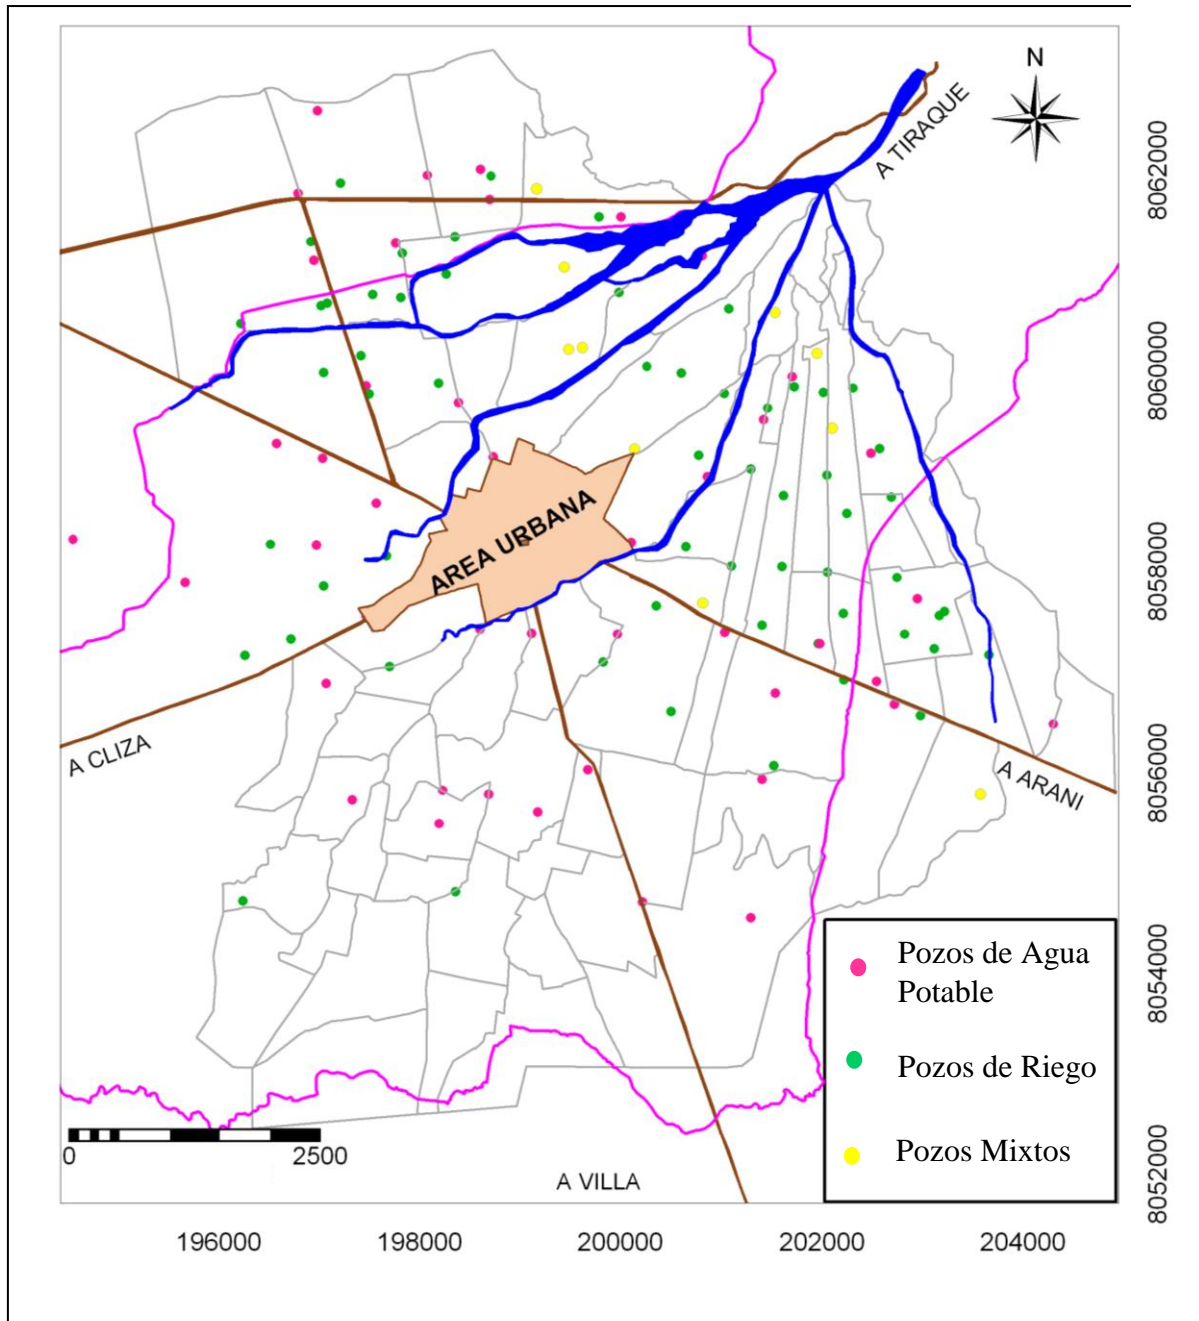 N
A TIRAQUE
8062000
8060000
AREA URBANA
8058000
A CLIZA
8056000
A ARANI
Pozos de Agua
Potable
8054000
Pozos de Riego
Pozos Mixtos
0
2500
A VILLA
8052000
196000
198000
200000
202000
204000